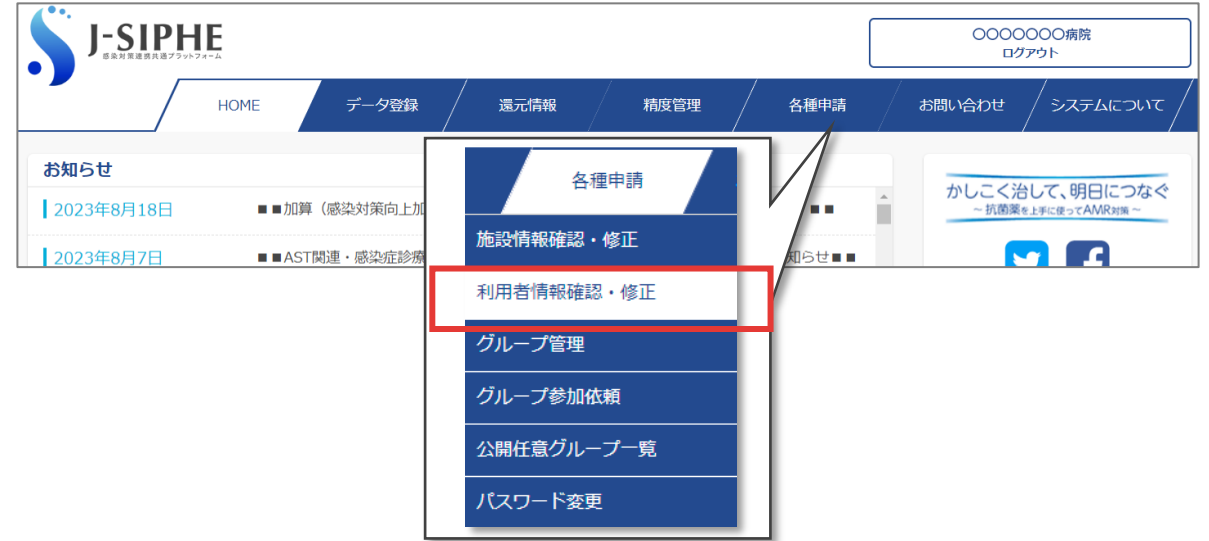 J-SIPHE
感染対策連携共通プラットフォーム
○○○○○○○病院
ログアウト
HOME
データ登録
還元情報
精度管理
各種申請
お問い合わせ
システムについて
お知らせ
2023年8月18日
■■加算（感染対策向上加
■■
2023年8月7日
■■AST関連・感染症診療
知らせ■■
各種申請
施設情報確認・修正
利用者情報確認・修正
グループ管理
グループ参加依頼
公開任意グループ一覧
パスワード変更
かしこく治して、明日につなぐ
～抗菌薬を上手に使ってAMR対策～